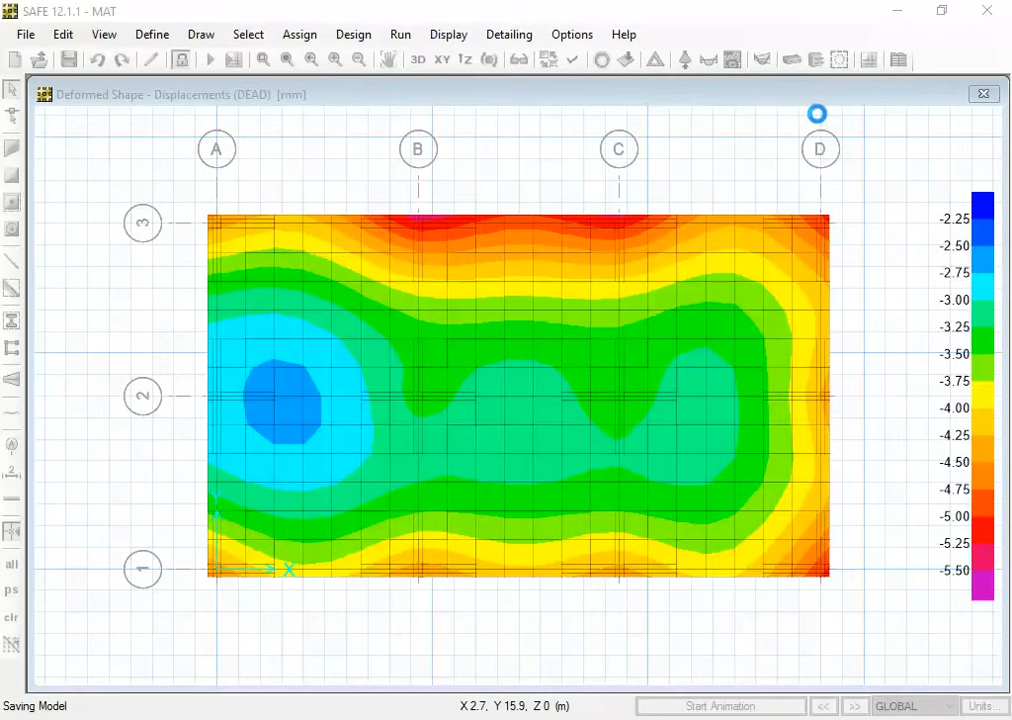 SAFE 12.1.1 - MAT
File Edit View Define Draw Select Assign Design Run Display Detailing Options Help
3D XY
Deformed Shape - Displacements (DEAD) [mm]
A B C D
3
2
1
Y
X
-2.25
-2.50
-2.75
-3.00
-3.25
-3.50
-3.75
-4.00
-4.25
-4.50
-4.75
-5.00
-5.25
-5.50
2
all
ps
clr
Saving Model X 2.7, Y 15.9, Z 0 (m) Start Animation << >> GLOBAL Units...